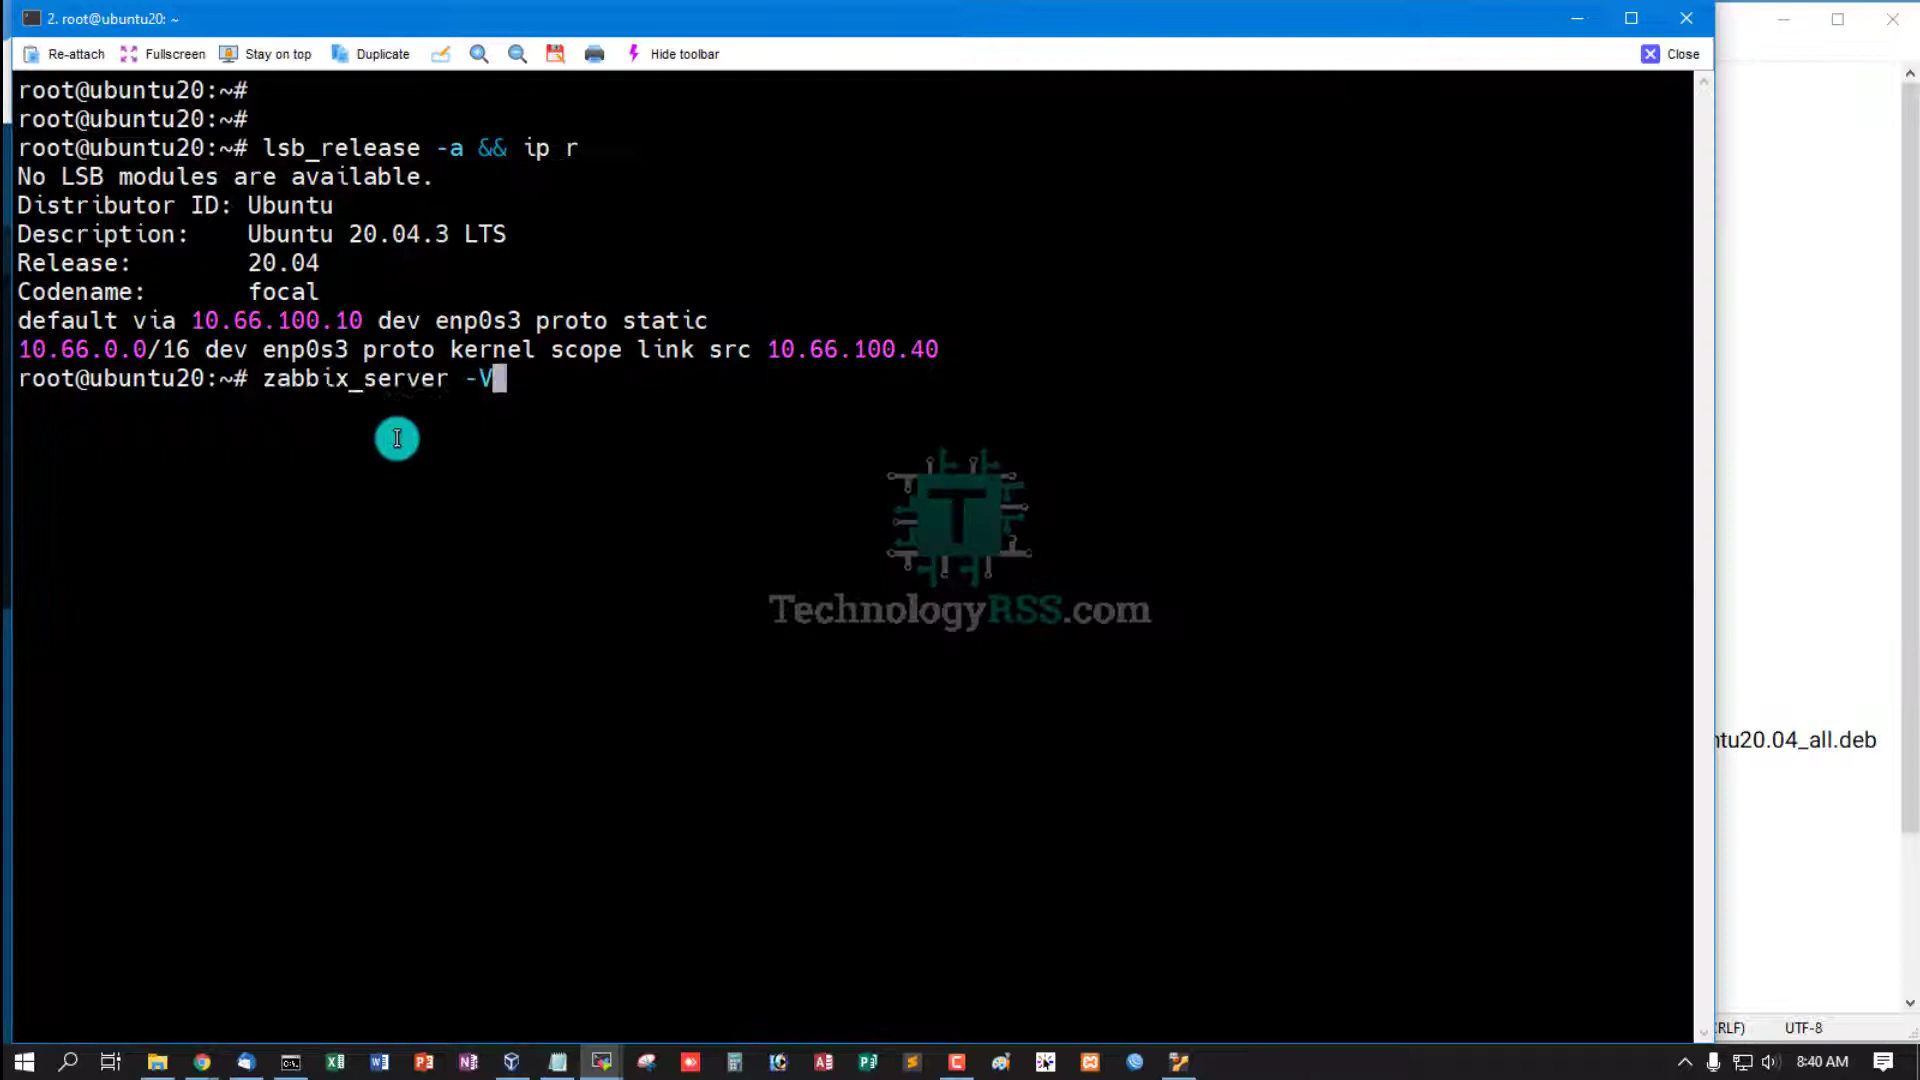 2. root@ubuntu20: ~
Re-attach Fullscreen Stay on top Duplicate Hide toolbar Close
root@ubuntu20:~#
root@ubuntu20:~#
root@ubuntu20:~# lsb_release -a && ip r
No LSB modules are available.
Distributor ID: Ubuntu
Description:    Ubuntu 20.04.3 LTS
Release:        20.04
Codename:       focal
default via 10.66.100.10 dev enp0s3 proto static
10.66.0.0/16 dev enp0s3 proto kernel scope link src 10.66.100.40
root@ubuntu20:~# zabbix_server -V
T
TechnologyRSS.com
ntu20.04_all.deb
RLF) UTF-8
8:40 AM